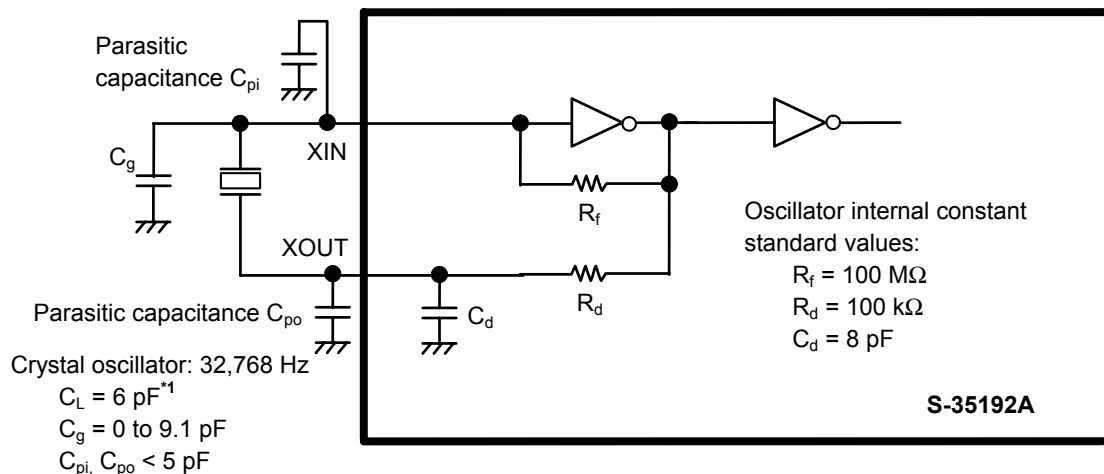 Parasitic
capacitance Cpi
Cg
XIN
Rf
XOUT
Rd
Parasitic capacitance Cpo
Cd
Oscillator internal constant
standard values:
Rf = 100 MΩ
Rd = 100 kΩ
Cd = 8 pF
Crystal oscillator: 32,768 Hz
CL = 6 pF*1
Cg = 0 to 9.1 pF
Cpi, Cpo < 5 pF
S-35192A